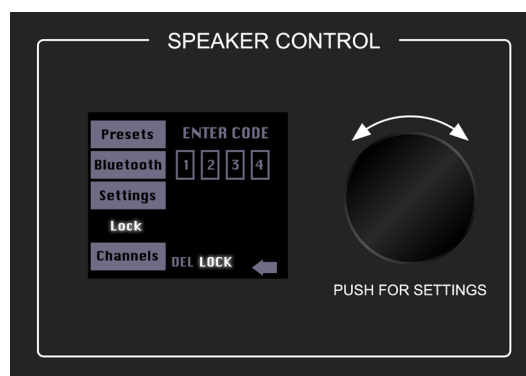 SPEAKER CONTROL
Presets
Bluetooth
Settings
Lock
Channels
ENTER CODE
1 2 3 4
DEL LOCK
PUSH FOR SETTINGS